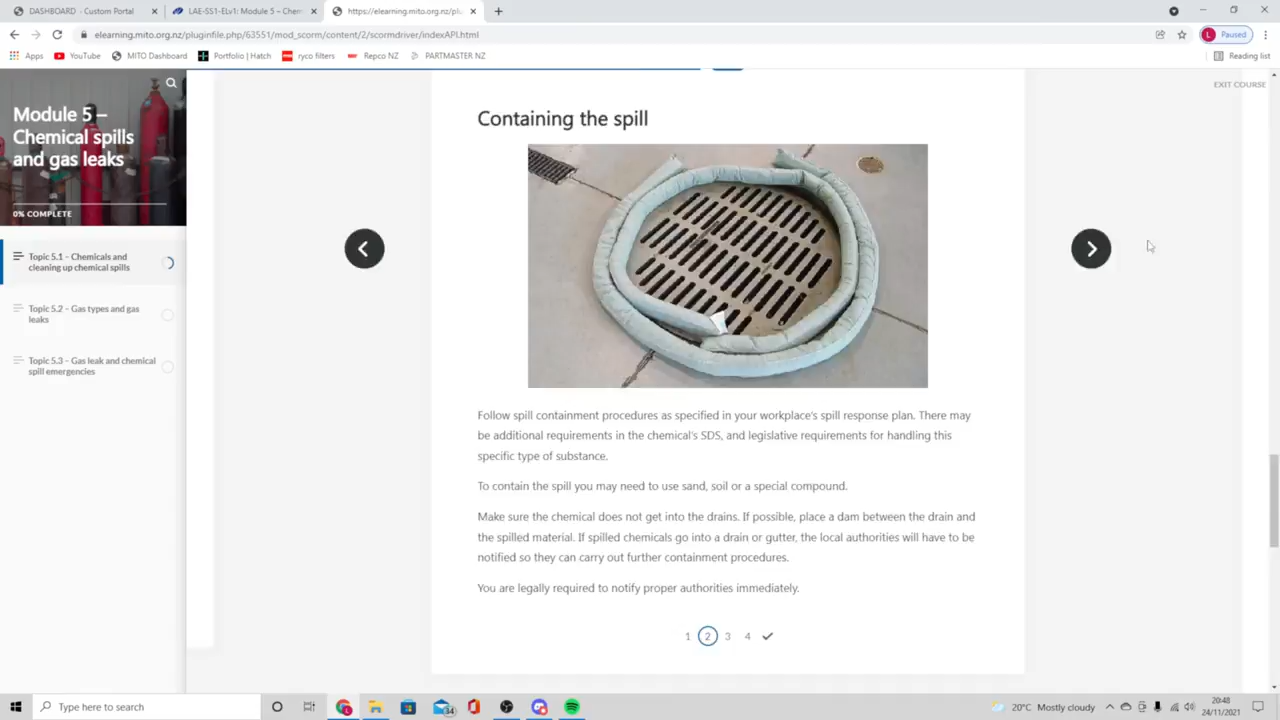 DASHBOARD - Custom Portal
LAE-SS1-ELv1: Module 5 – Chem
https://elearning.mito.org.nz/plu
elearning.mito.org.nz/pluginfile.php/63551/mod_scorm/content/2/scormdriver/indexAPI.html
L Paused
Apps YouTube MITO Dashboard Portfolio | Hatch ryco filters Repco NZ PARTMASTER NZ Reading list
EXIT COURSE
Module 5 –
Chemical spills
and gas leaks
0% COMPLETE
Topic 5.1 - Chemicals and
cleaning up chemical spills
Topic 5.2 - Gas types and gas
leaks
Topic 5.3 - Gas leak and chemical
spill emergencies
Containing the spill
Follow spill containment procedures as specified in your workplace's spill response plan. There may
be additional requirements in the chemical's SDS, and legislative requirements for handling this
specific type of substance.
To contain the spill you may need to use sand, soil or a special compound.
Make sure the chemical does not get into the drains. If possible, place a dam between the drain and
the spilled material. If spilled chemicals go into a drain or gutter, the local authorities will have to be
notified so they can carry out further containment procedures.
You are legally required to notify proper authorities immediately.
1 2 3 4
Type here to search
34
20°C Mostly cloudy
20:48
24/11/2021